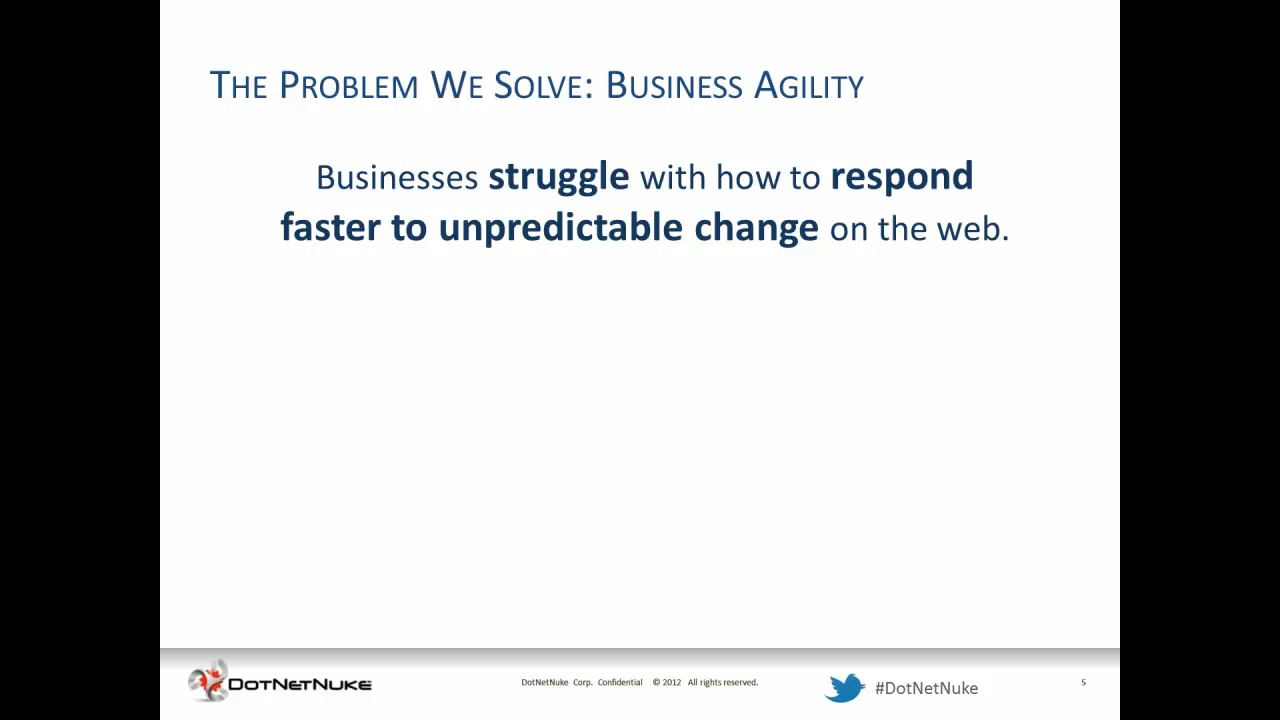 THE PROBLEM WE SOLVE: BUSINESS AGILITY
Businesses struggle with how to respond
faster to unpredictable change on the web.
DOTNETNUKE
DotNetNuke Corp. Confidential © 2012 All rights reserved.
#DotNetNuke
5